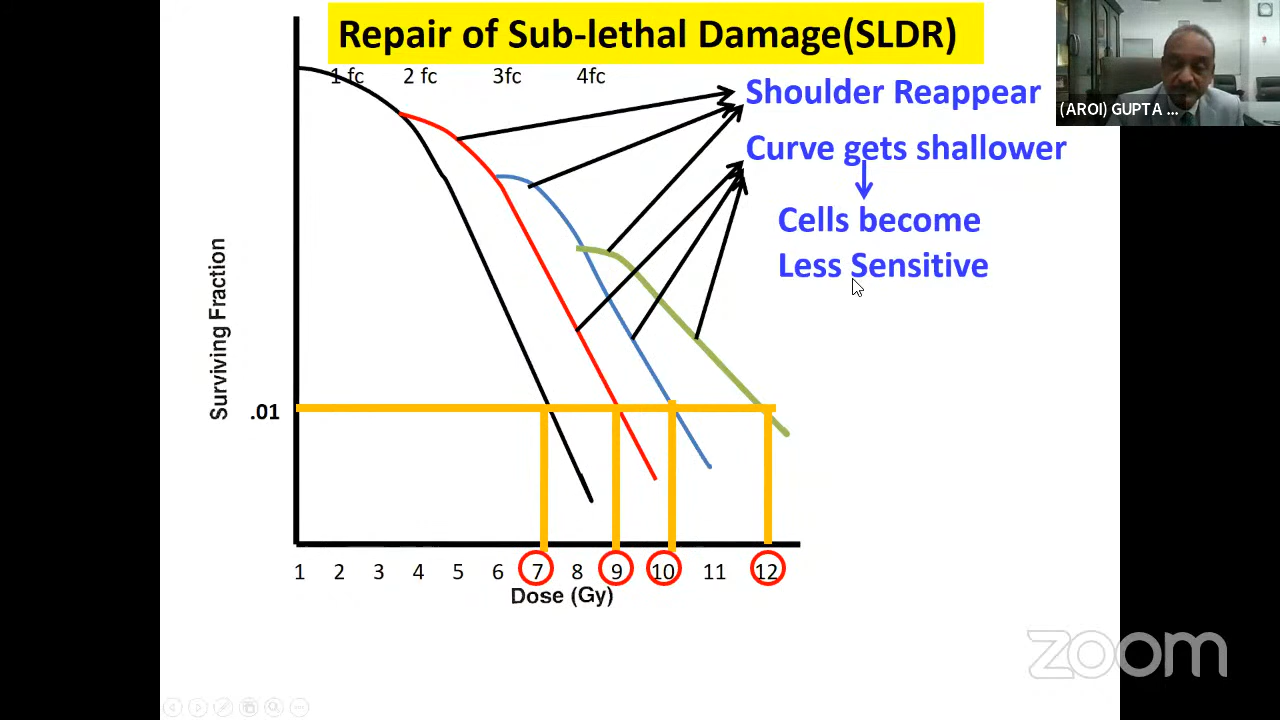 Repair of Sub-lethal Damage(SLDR)
1 fc
2 fc
3fc
4fc
Shoulder Reappear
(AROI) GUPTA ...
Curve gets shallower
Cells become
Less Sensitive
Surviving Fraction
.01
1 2 3 4 5 6 7 8 9 10 11 12
Dose (Gy)
zoom